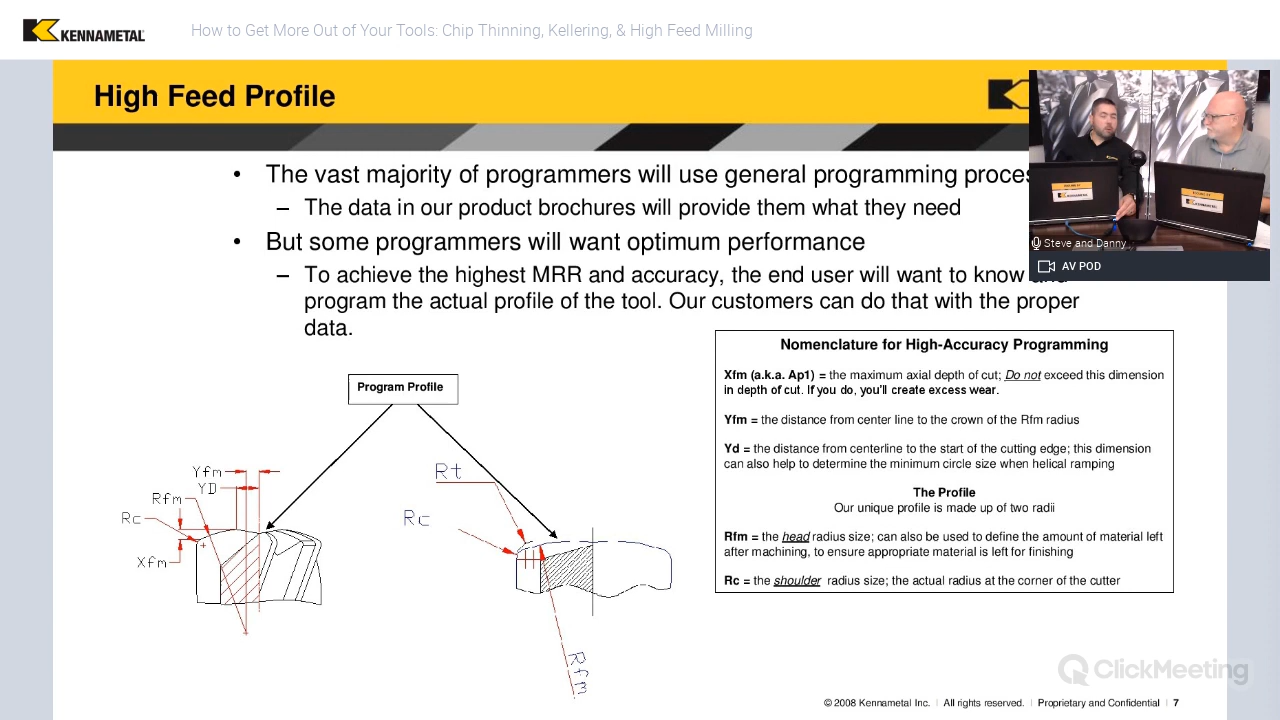 KENNAMETAL
How to Get More Out of Your Tools: Chip Thinning, Kellering, & High Feed Milling
High Feed Profile
• The vast majority of programmers will use general programming
– The data in our product brochures will provide them what they need
• But some programmers will want optimum performance
– To achieve the highest MRR and accuracy, the end user will want to know and
program the actual profile of the tool. Our customers can do that with the proper
data.
Steve and Danny
AV POD
Nomenclature for High-Accuracy Programming
Xfm (a.k.a. Ap1) = the maximum axial depth of cut; Do not exceed this dimension
in depth of cut. If you do, you'll create excess wear.
Yfm = the distance from center line to the crown of the Rfm radius
Yd = the distance from centerline to the start of the cutting edge; this dimension
can also help to determine the minimum circle size when helical ramping
The Profile
Our unique profile is made up of two radii
Rfm = the head radius size; can also be used to define the amount of material left
after machining, to ensure appropriate material is left for finishing
Rc = the shoulder radius size; the actual radius at the corner of the cutter
Program Profile
Yfm
YD
Rfm
Rc
Xfm
Rt
Rc
Rfm
ClickMeeting
© 2008 Kennametal Inc. | All rights reserved. | Proprietary and Confidential | 7